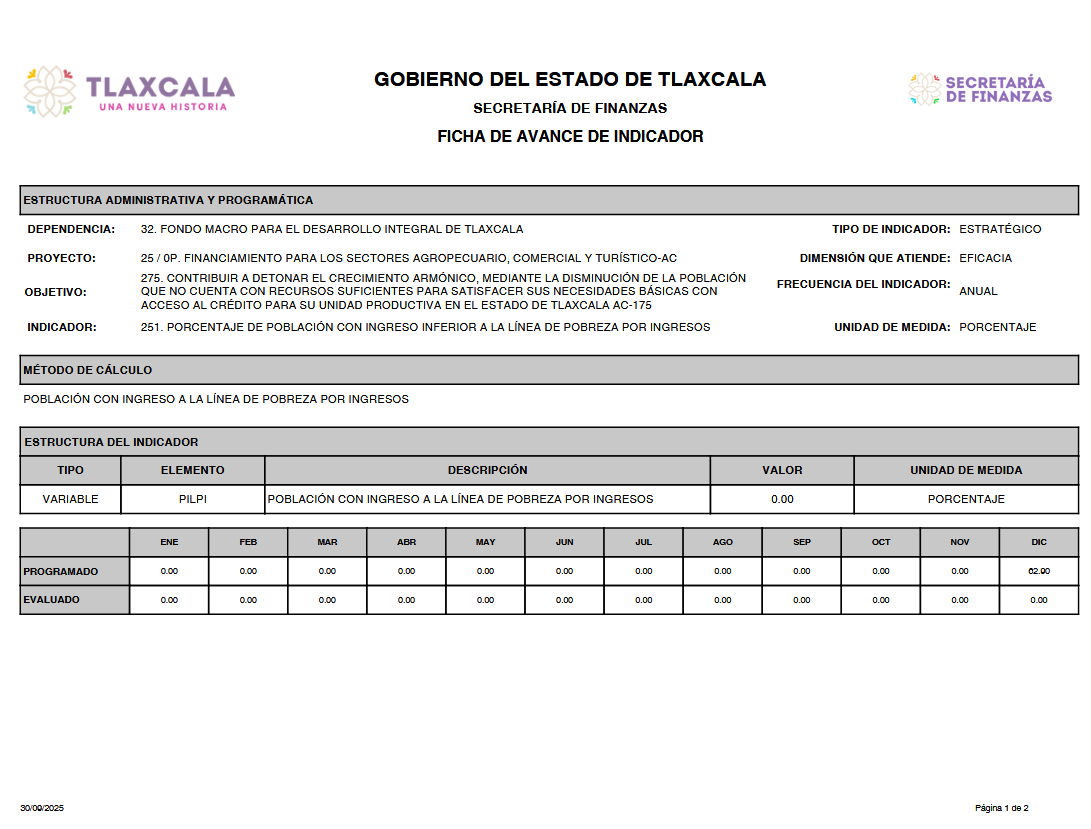 TLAXCALA
UNA NUEVA HISTORIA
GOBIERNO DEL ESTADO DE TLAXCALA
SECRETARÍA DE FINANZAS
FICHA DE AVANCE DE INDICADOR
SECRETARÍA
DE FINANZAS
ESTRUCTURA ADMINISTRATIVA Y PROGRAMÁTICA
DEPENDENCIA: 32. FONDO MACRO PARA EL DESARROLLO INTEGRAL DE TLAXCALA TIPO DE INDICADOR: ESTRATÉGICO
PROYECTO: 25 / 0P. FINANCIAMIENTO PARA LOS SECTORES AGROPECUARIO, COMERCIAL Y TURÍSTICO-AC DIMENSIÓN QUE ATIENDE: EFICACIA
OBJETIVO: 275. CONTRIBUIR A DETONAR EL CRECIMIENTO ARMÓNICO, MEDIANTE LA DISMINUCIÓN DE LA POBLACIÓN
QUE NO CUENTA CON RECURSOS SUFICIENTES PARA SATISFACER SUS NECESIDADES BÁSICAS CON
ACCESO AL CRÉDITO PARA SU UNIDAD PRODUCTIVA EN EL ESTADO DE TLAXCALA AC-175
FRECUENCIA DEL INDICADOR: ANUAL
INDICADOR: 251. PORCENTAJE DE POBLACIÓN CON INGRESO INFERIOR A LA LÍNEA DE POBREZA POR INGRESOS UNIDAD DE MEDIDA: PORCENTAJE
MÉTODO DE CÁLCULO
POBLACIÓN CON INGRESO A LA LÍNEA DE POBREZA POR INGRESOS
ESTRUCTURA DEL INDICADOR
TIPO ELEMENTO DESCRIPCIÓN VALOR UNIDAD DE MEDIDA
VARIABLE PILPI POBLACIÓN CON INGRESO A LA LÍNEA DE POBREZA POR INGRESOS 0.00 PORCENTAJE
ENE FEB MAR ABR MAY JUN JUL AGO SEP OCT NOV DIC
PROGRAMADO 0.00 0.00 0.00 0.00 0.00 0.00 0.00 0.00 0.00 0.00 0.00 62.90
EVALUADO 0.00 0.00 0.00 0.00 0.00 0.00 0.00 0.00 0.00 0.00 0.00 0.00
30/09/2025 Página 1 de 2